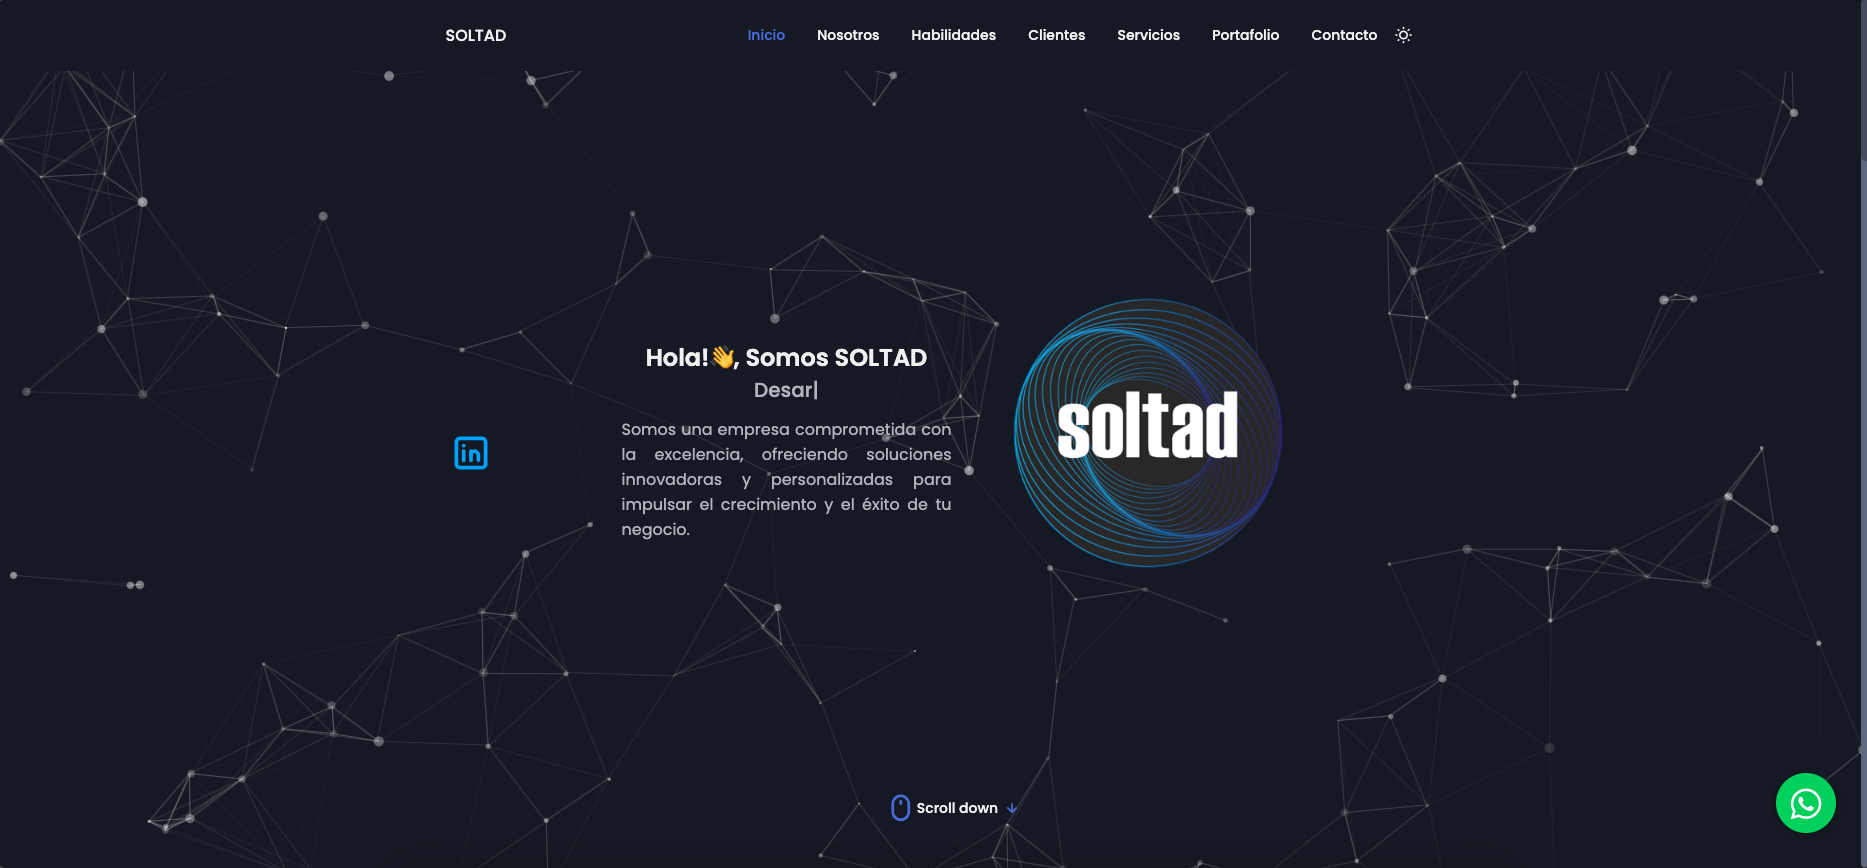 SOLTAD
Inicio Nosotros Habilidades Clientes Servicios Portafolio Contacto
Hola!👋, Somos SOLTAD
Desar|
Somos una empresa comprometida con
la excelencia, ofreciendo soluciones
innovadoras y personalizadas para
impulsar el crecimiento y el éxito de tu
negocio.
in
soltad
Scroll down